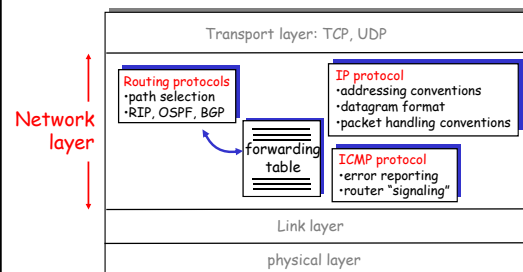 Transport layer: TCP, UDP
Network
layer
Routing protocols
•path selection
•RIP, OSPF, BGP
forwarding
table
IP protocol
•addressing conventions
•datagram format
•packet handling conventions
ICMP protocol
•error reporting
•router “signaling”
Link layer
physical layer